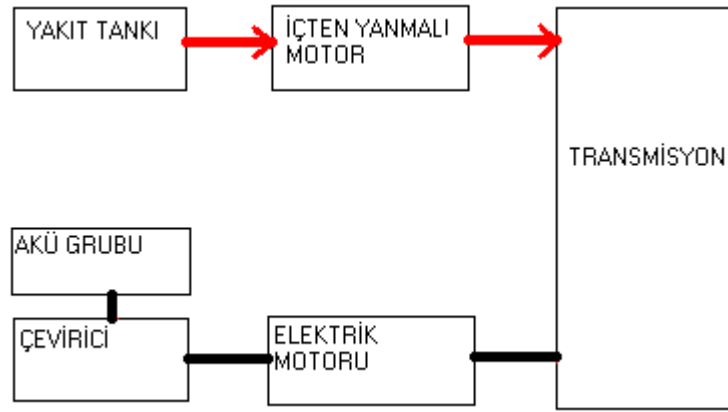 YAKIT TANKI
İÇTEN YANMALI
MOTOR
TRANSMİSYON
AKÜ GRUBU
ÇEVİRİCİ
ELEKTRİK
MOTORU